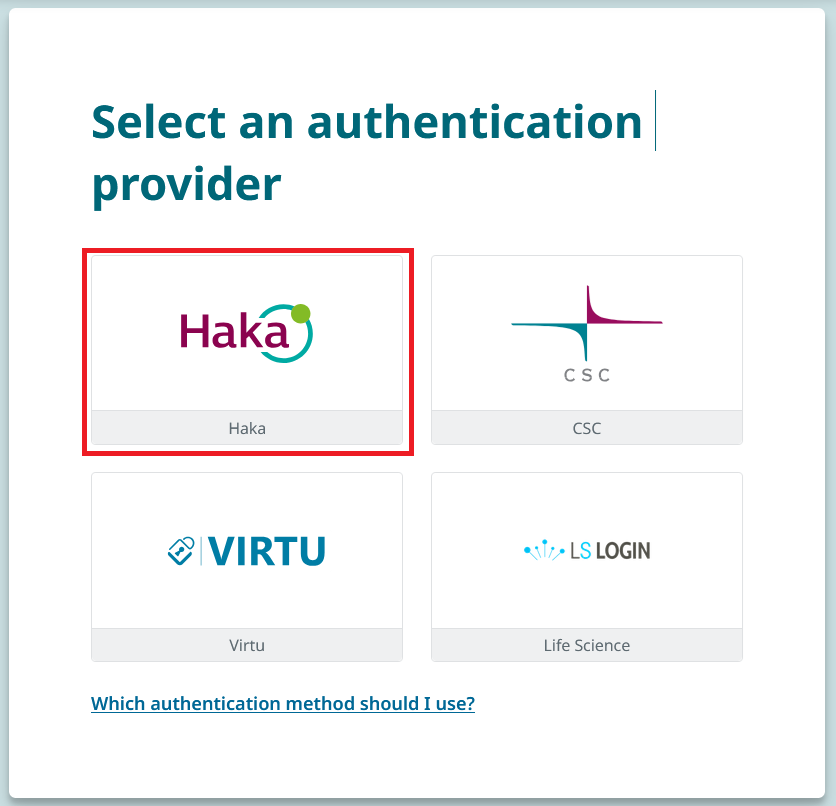 Select an authentication
provider
Haka
Haka
CSC
CSC
VIRTU
Virtu
LS LOGIN
Life Science
Which authentication method should I use?